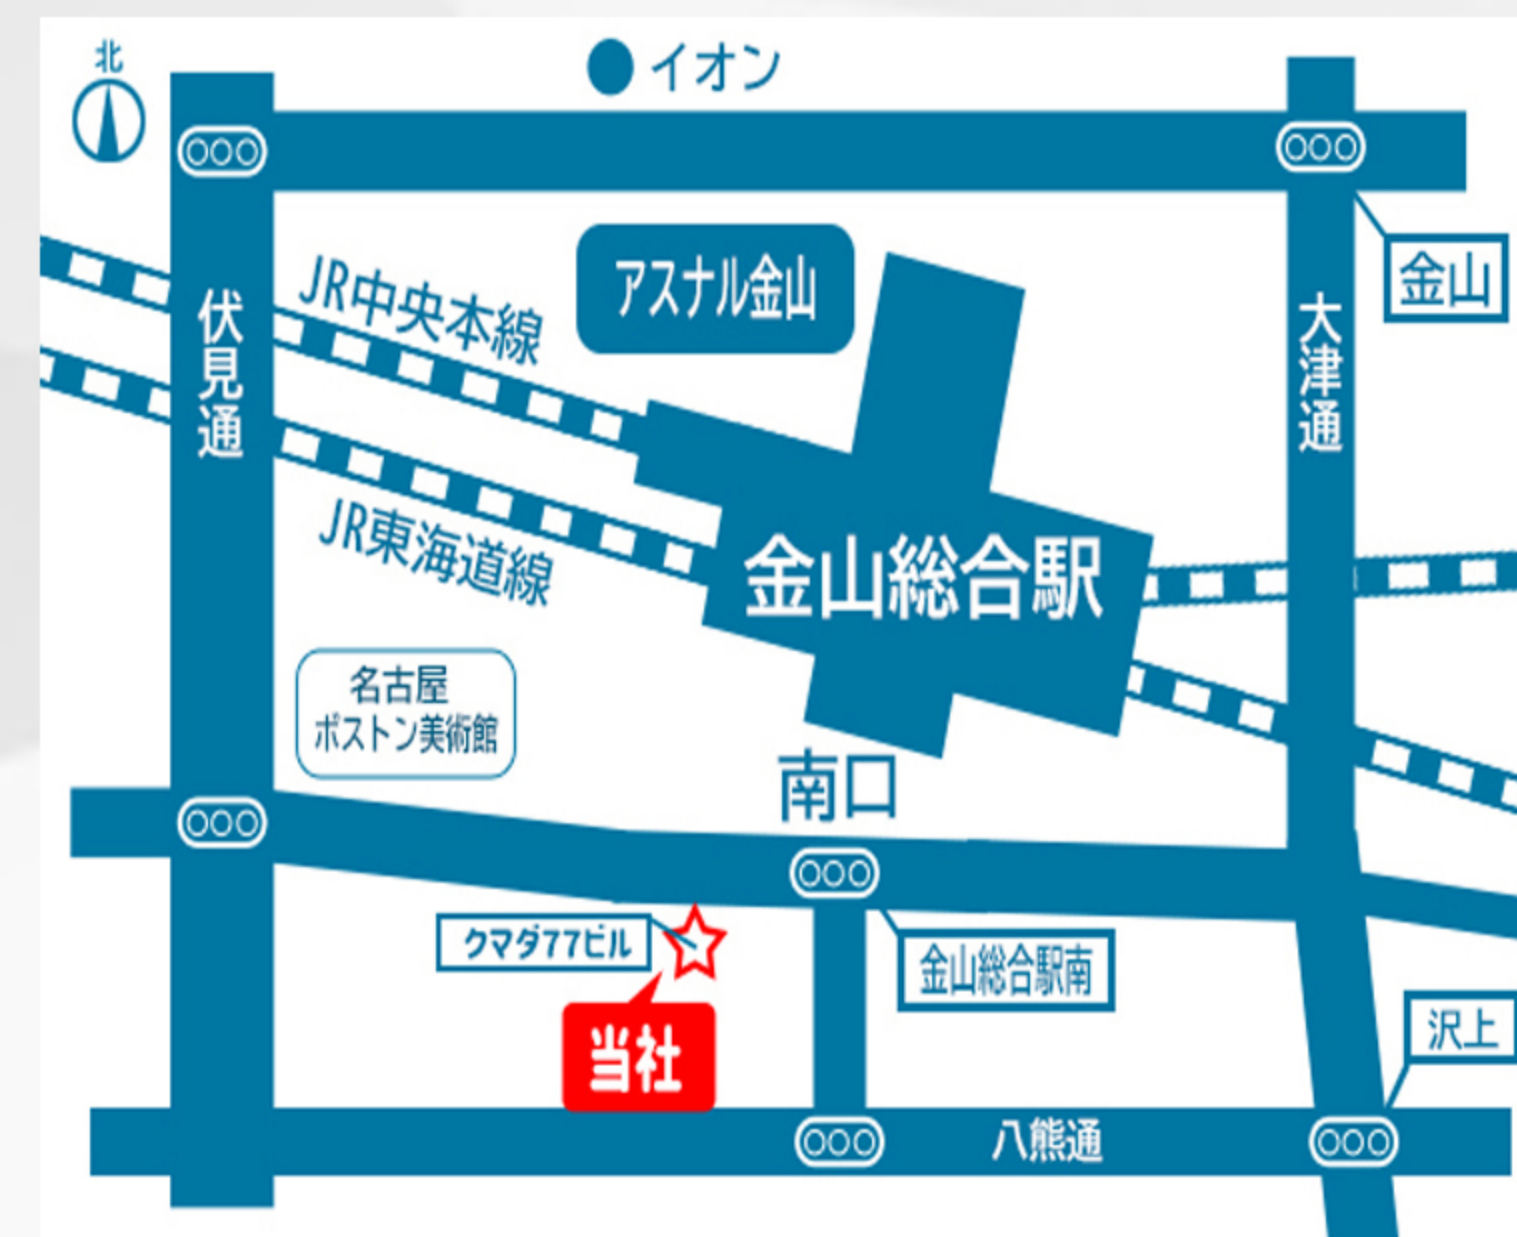 北
イオン
金山
アスナル金山
JR中央本線
伏見通
大津通
JR東海道線
金山総合駅
名古屋
ボストン美術館
南口
クマダ77ビル
金山総合駅南
当社
沢上
八熊通